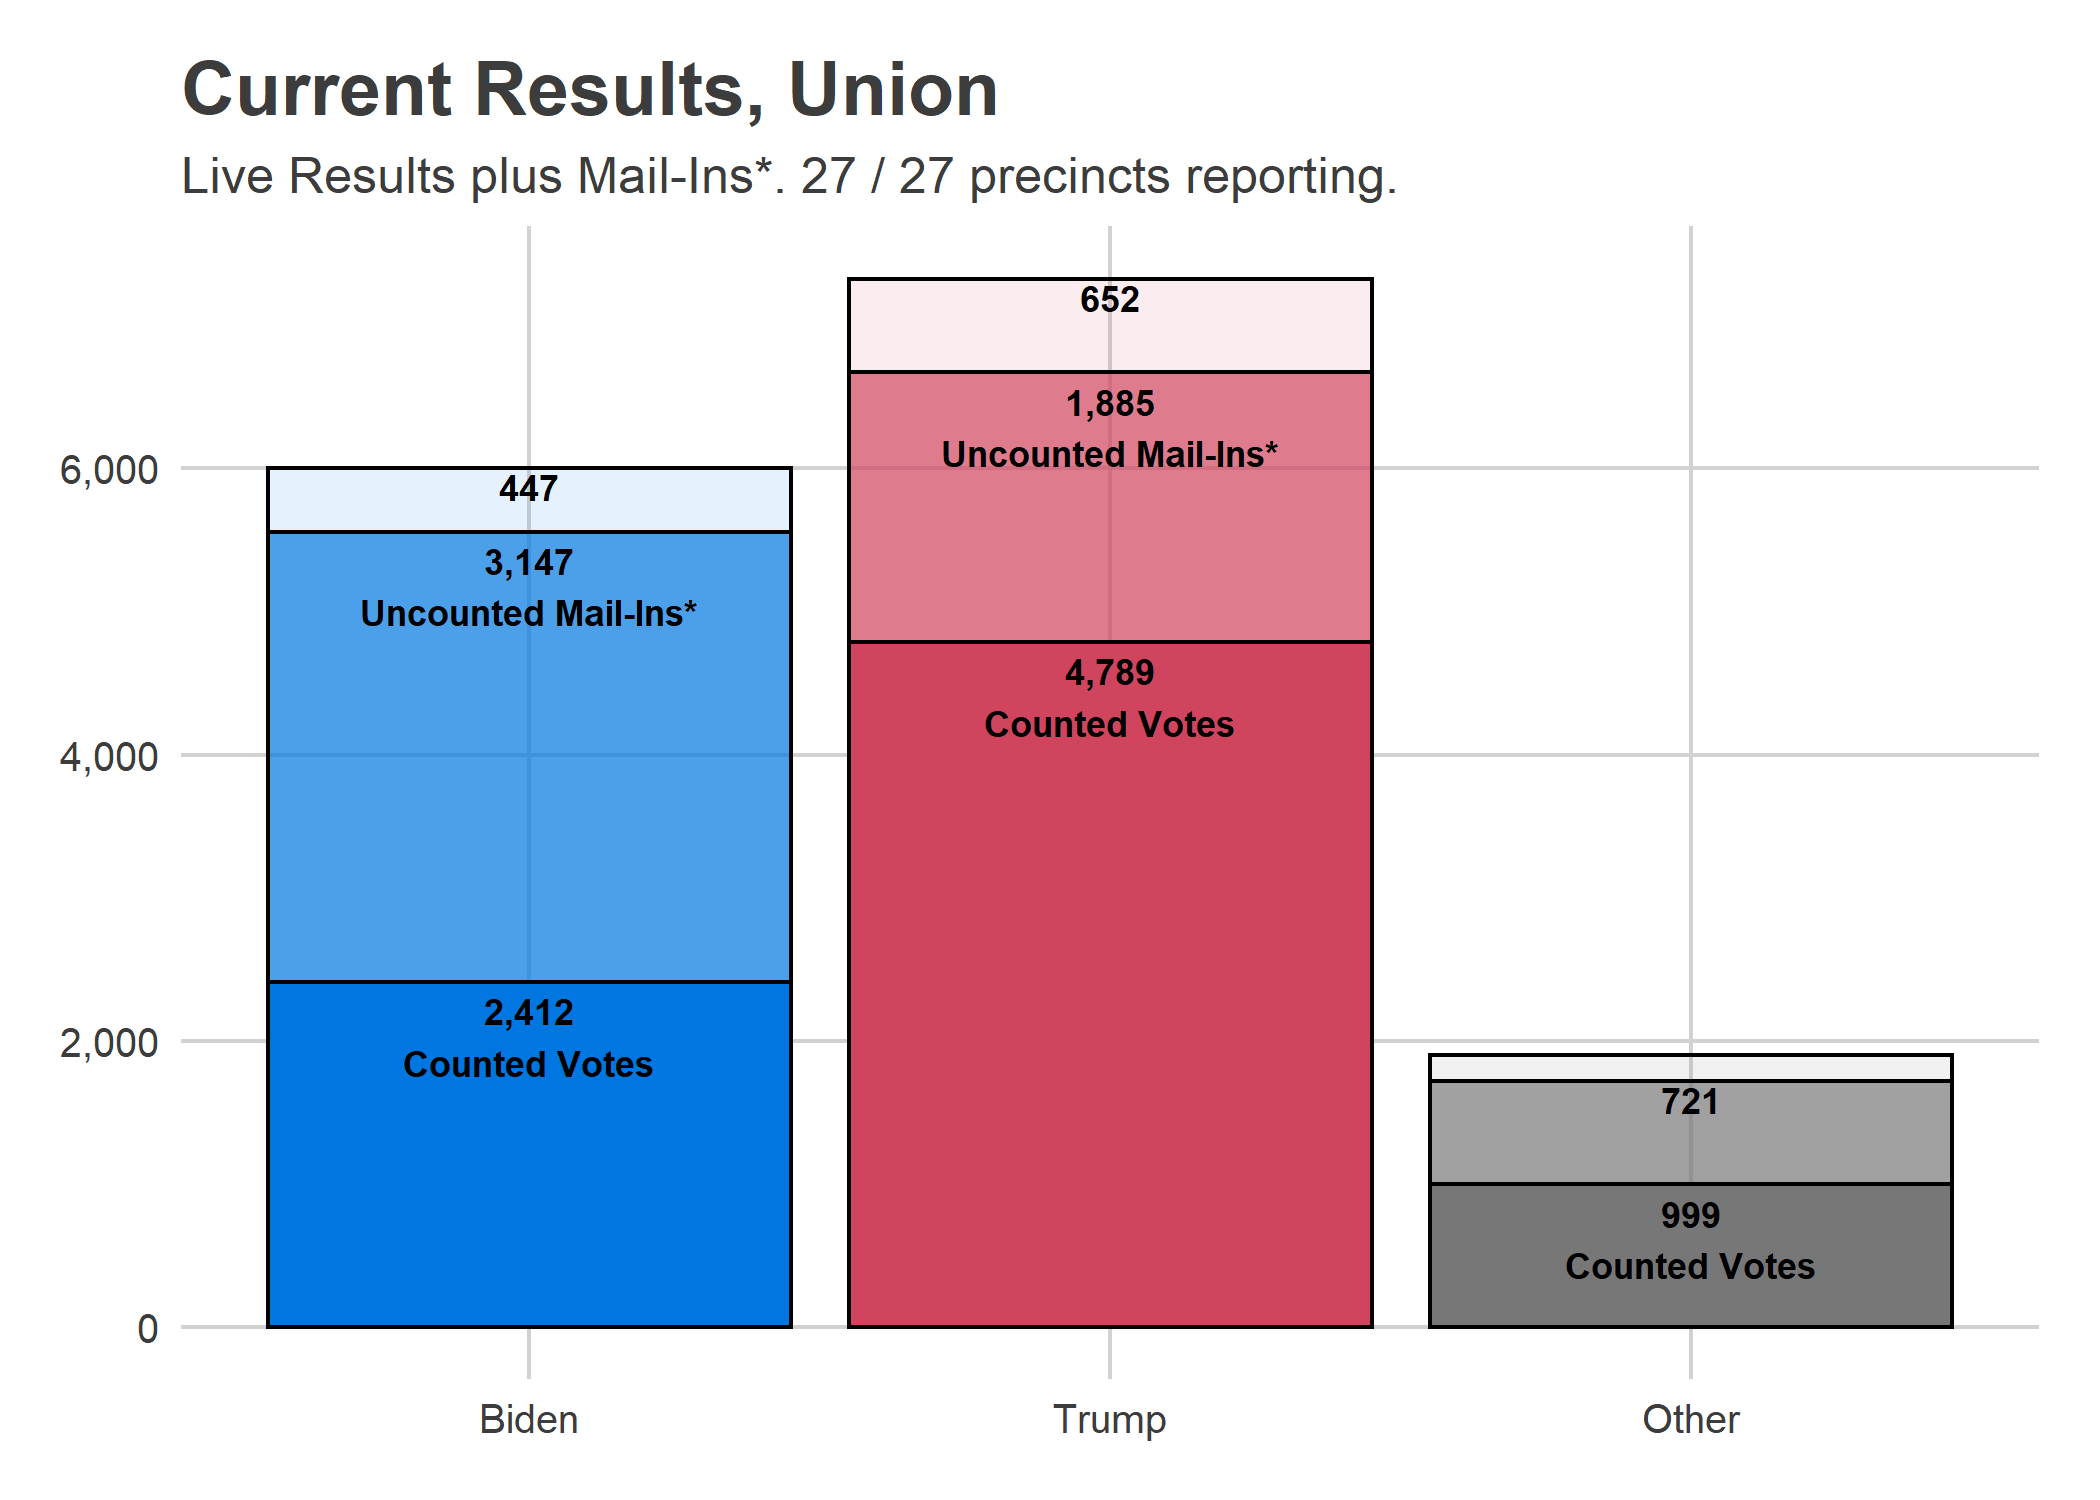 Current Results, Union
Live Results plus Mail-Ins*. 27 / 27 precincts reporting.
652
1,885
Uncounted Mail-Ins*
6,000
447
3,147
Uncounted Mail-Ins*
4,789
Counted Votes
4,000
2,412
Counted Votes
2,000
721
999
Counted Votes
0
Biden
Trump
Other